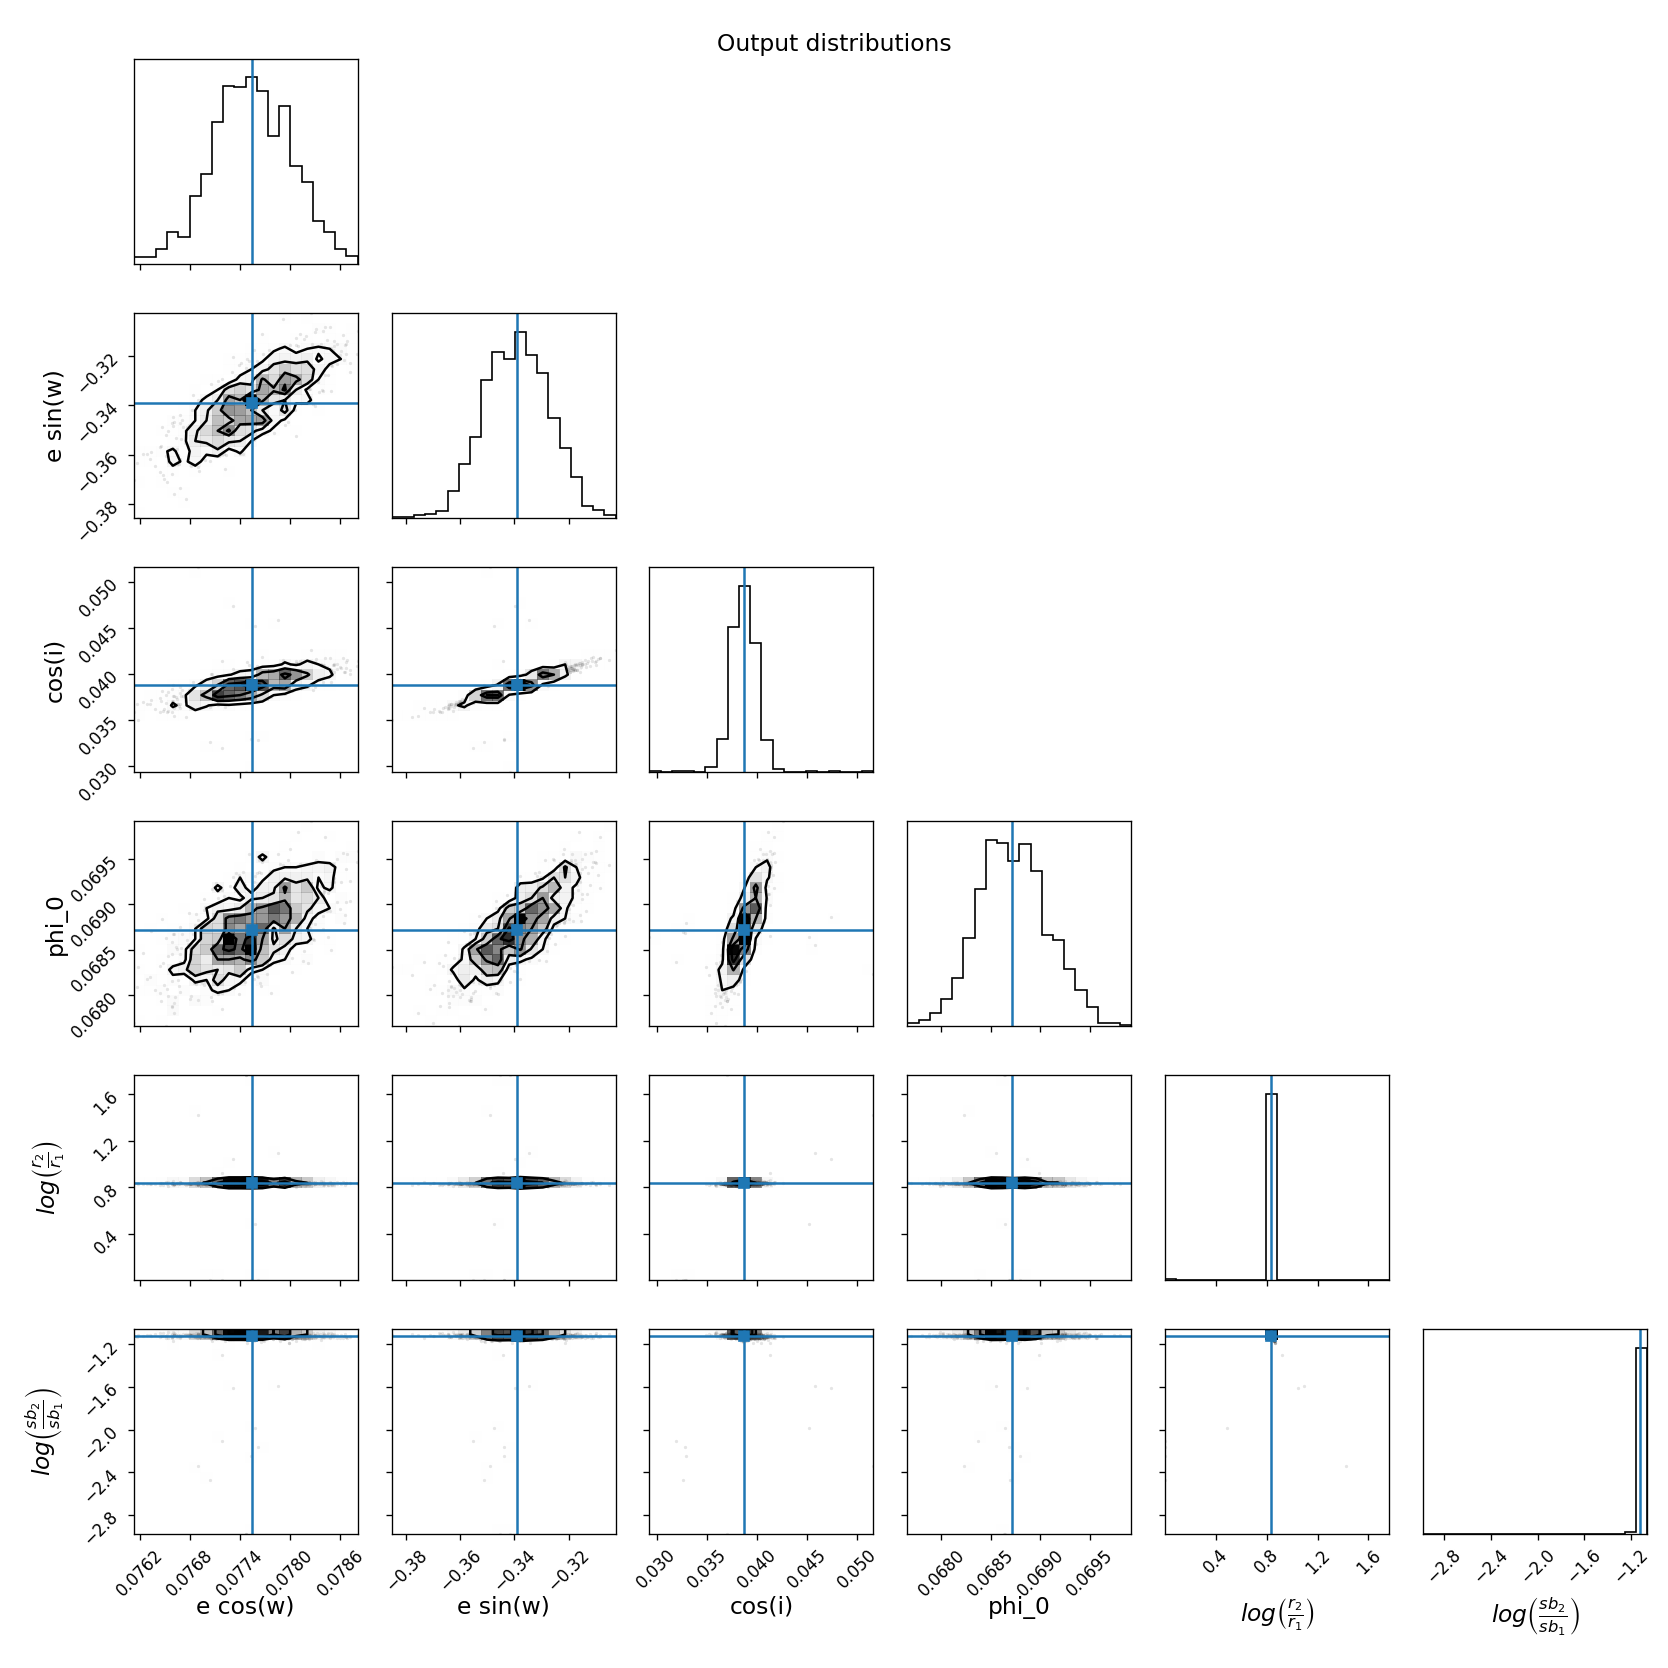 Output distributions
e sin(w)
−0.32
−0.34
−0.36
−0.38
cos(i)
0.050
0.045
0.040
0.035
0.030
phi_0
0.0695
0.0690
0.0685
0.0680
log(r₂/r₁)
1.6
1.2
0.8
0.4
log(sb₂/sb₁)
−1.2
−1.6
−2.0
−2.4
−2.8
0.0762 0.0768 0.0774 0.0780 0.0786
e cos(w)
−0.38 −0.36 −0.34 −0.32
e sin(w)
0.030 0.035 0.040 0.045 0.050
cos(i)
0.0680 0.0685 0.0690 0.0695
phi_0
0.4 0.8 1.2 1.6
log(r₂/r₁)
−2.8 −2.4 −2.0 −1.6 −1.2
log(sb₂/sb₁)